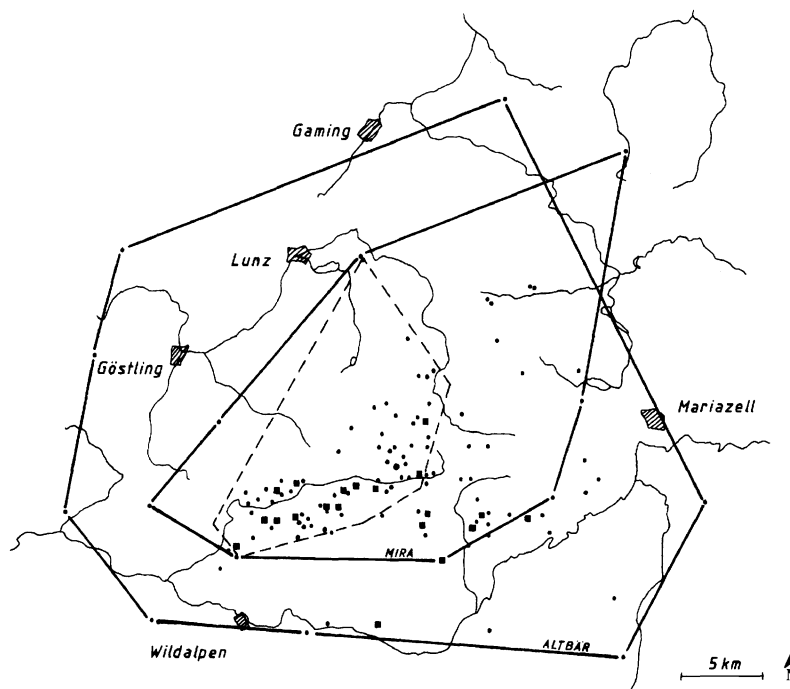 Gaming
Lunz
Göstling
Mariazell
MIRA
ALTBÄR
Wildalpen
5 km
N